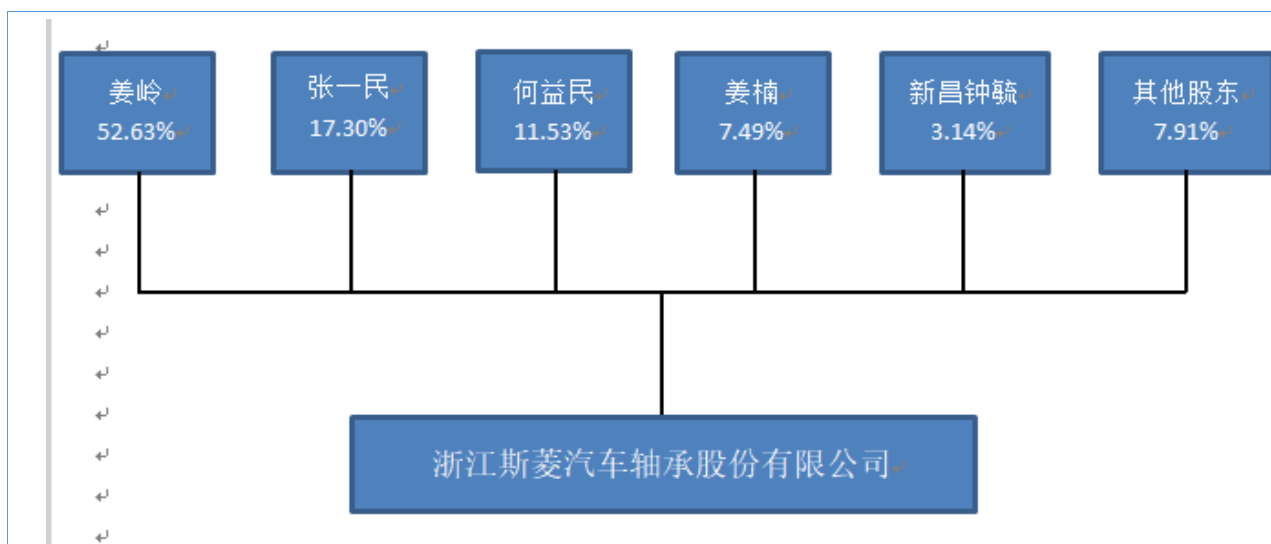 姜岭
52.63%
张一民
17.30%
何益民
11.53%
姜楠
7.49%
新昌钟毓
3.14%
其他股东
7.91%
浙江斯菱汽车轴承股份有限公司